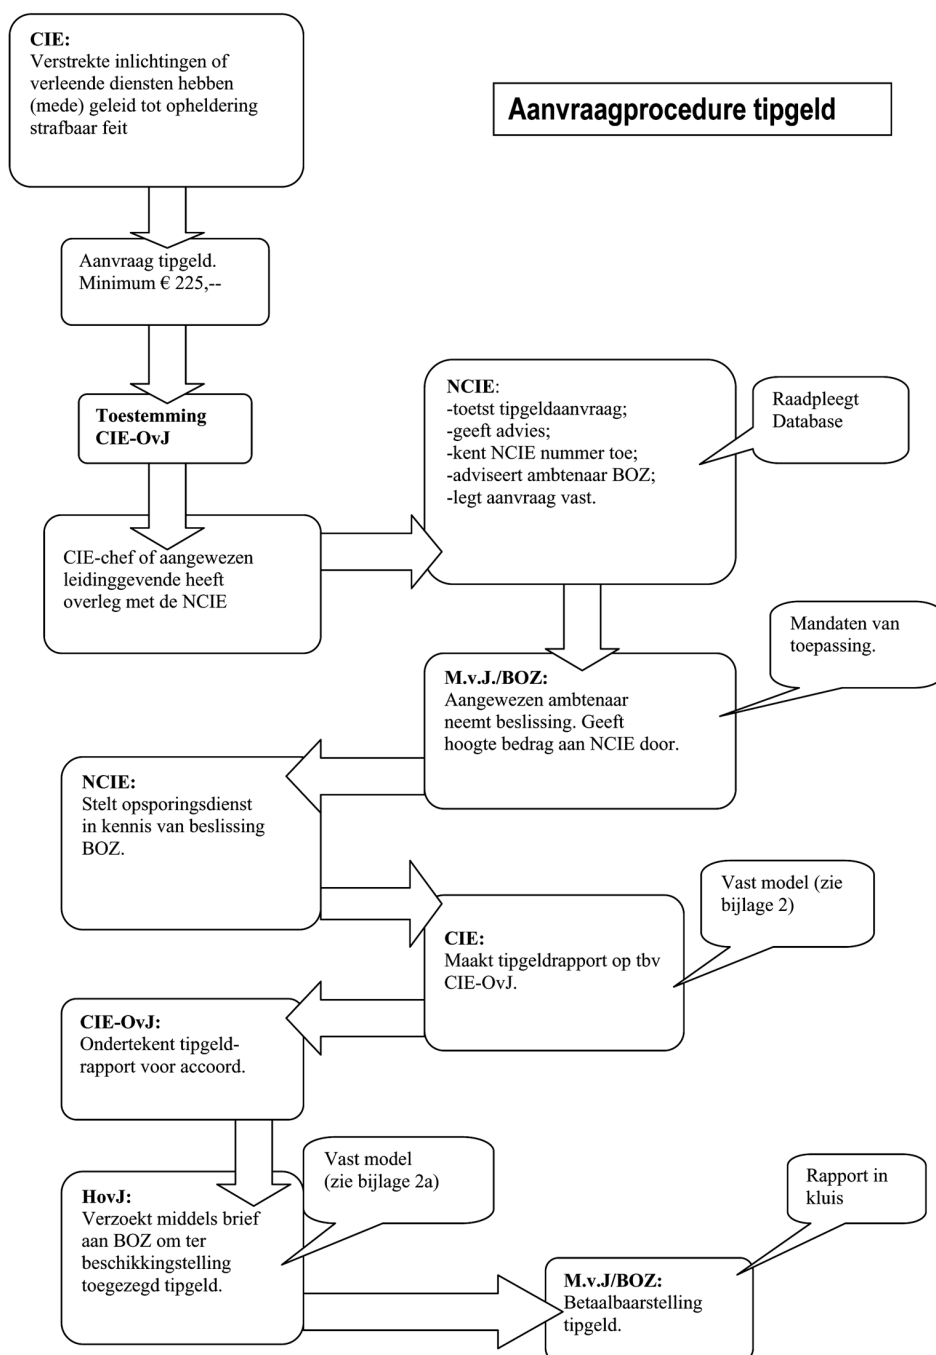 CIE:
Verstrekte inlichtingen of
verleende diensten hebben
(mede) geleid tot opheldering
strafbaar feit
Aanvraagprocedure tipgeld
Aanvraag tipgeld.
Minimum € 225,--
Toestemming
CIE-OvJ
CIE-chef of aangewezen
leidinggevende heeft
overleg met de NCIE
NCIE:
-toetst tipgeldaanvraag;
-geeft advies;
-kent NCIE nummer toe;
-adviseert ambtenaar BOZ;
-legt aanvraag vast.
Raadpleegt
Database
M.v.J./BOZ:
Aangewezen ambtenaar
neemt beslissing. Geeft
hoogte bedrag aan NCIE door.
Mandaten van
toepassing.
NCIE:
Stelt opsporingsdienst
in kennis van beslissing
BOZ.
CIE:
Maakt tipgeldrapport op tbv
CIE-OvJ.
Vast model (zie
bijlage 2)
CIE-OvJ:
Ondertekent tipgeld-
rapport voor accoord.
HovJ:
Verzoekt middels brief
aan BOZ om ter
beschikkingstelling
toegezegd tipgeld.
Vast model
(zie bijlage 2a)
M.v.J/BOZ:
Betaalbaarstelling
tipgeld.
Rapport in
kluis